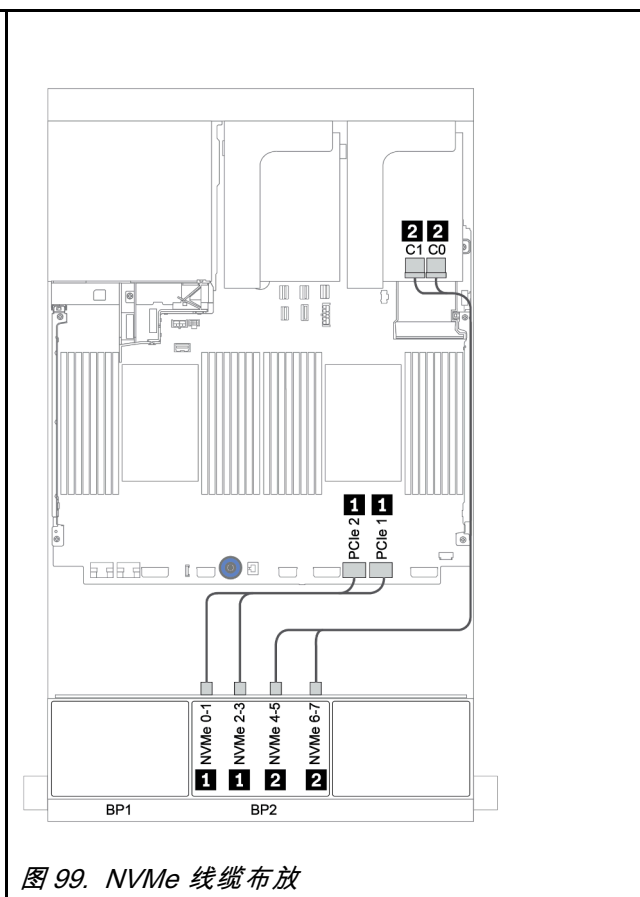 2 2
C1 C0
1 1
PCIe 2 PCIe 1
NVMe 0-1 NVMe 2-3 NVMe 4-5 NVMe 6-7
1 1 2 2
BP1 BP2
图 99. NVMe 线缆布放